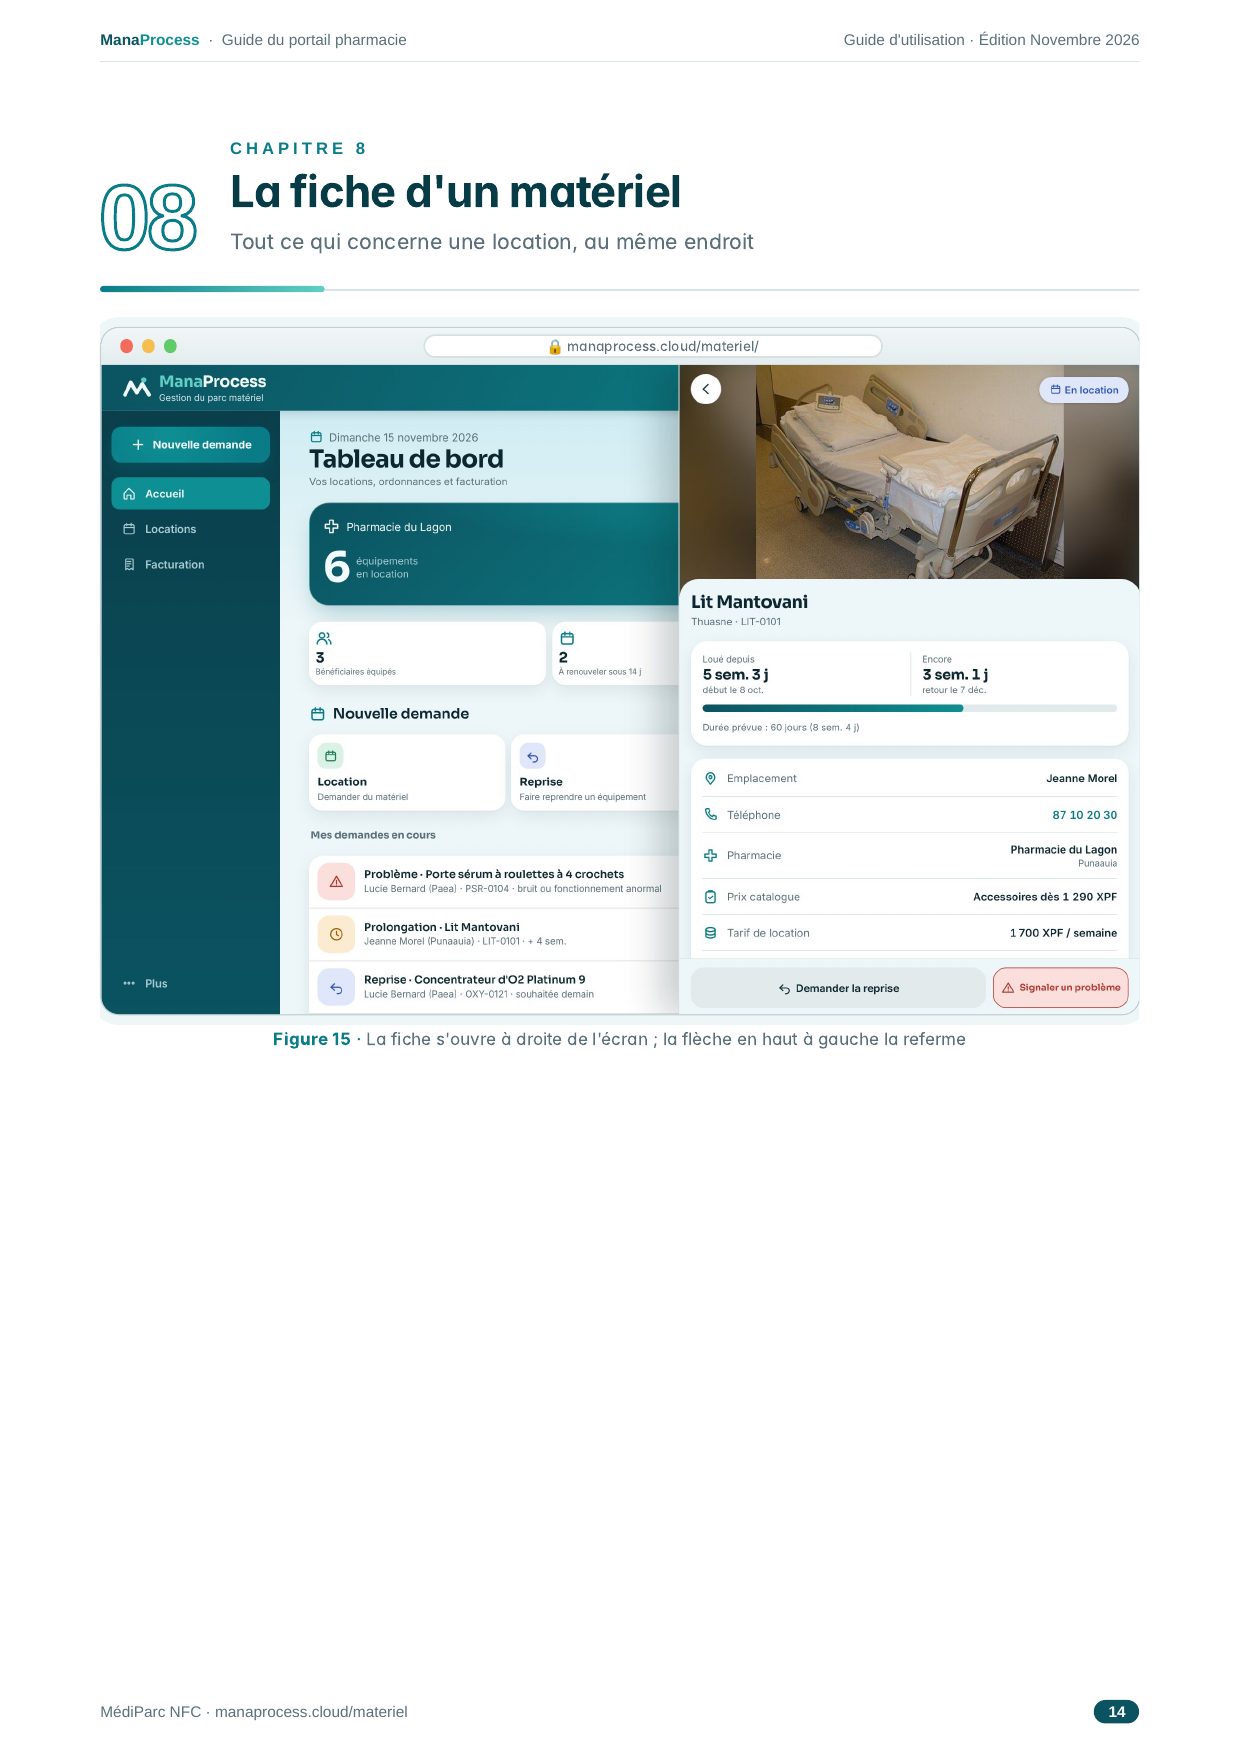 ManaProcess · Guide du portail pharmacie
Guide d'utilisation · Édition Novembre 2026
CHAPITRE 8
08
La fiche d'un matériel
Tout ce qui concerne une location, au même endroit
manaprocess.cloud/materiel/
ManaProcess
Gestion du parc matériel
Nouvelle demande
Accueil
Locations
Facturation
Plus
Dimanche 15 novembre 2026
Tableau de bord
Vos locations, ordonnances et facturation
Pharmacie du Lagon
6 équipements
en location
3
Bénéficiaires équipés
2
À renouveler sous 14 j
Nouvelle demande
Location
Demander du matériel
Reprise
Faire reprendre un équipement
Mes demandes en cours
Problème · Porte sérum à roulettes à 4 crochets
Lucie Bernard (Paea) · PSR-0104 · bruit ou fonctionnement anormal
Prolongation · Lit Mantovani
Jeanne Morel (Punaauia) · LIT-0101 · + 4 sem.
Reprise · Concentrateur d'O2 Platinum 9
Lucie Bernard (Paea) · OXY-0121 · souhaitée demain
En location
Lit Mantovani
Thuasne · LIT-0101
Loué depuis
5 sem. 3 j
début le 8 oct.
Encore
3 sem. 1 j
retour le 7 déc.
Durée prévue : 60 jours (8 sem. 4 j)
Emplacement Jeanne Morel
Téléphone 87 10 20 30
Pharmacie Pharmacie du Lagon
Punaauia
Prix catalogue Accessoires dès 1 290 XPF
Tarif de location 1 700 XPF / semaine
Demander la reprise
Signaler un problème
Figure 15 · La fiche s'ouvre à droite de l'écran ; la flèche en haut à gauche la referme
MédiParc NFC · manaprocess.cloud/materiel
14